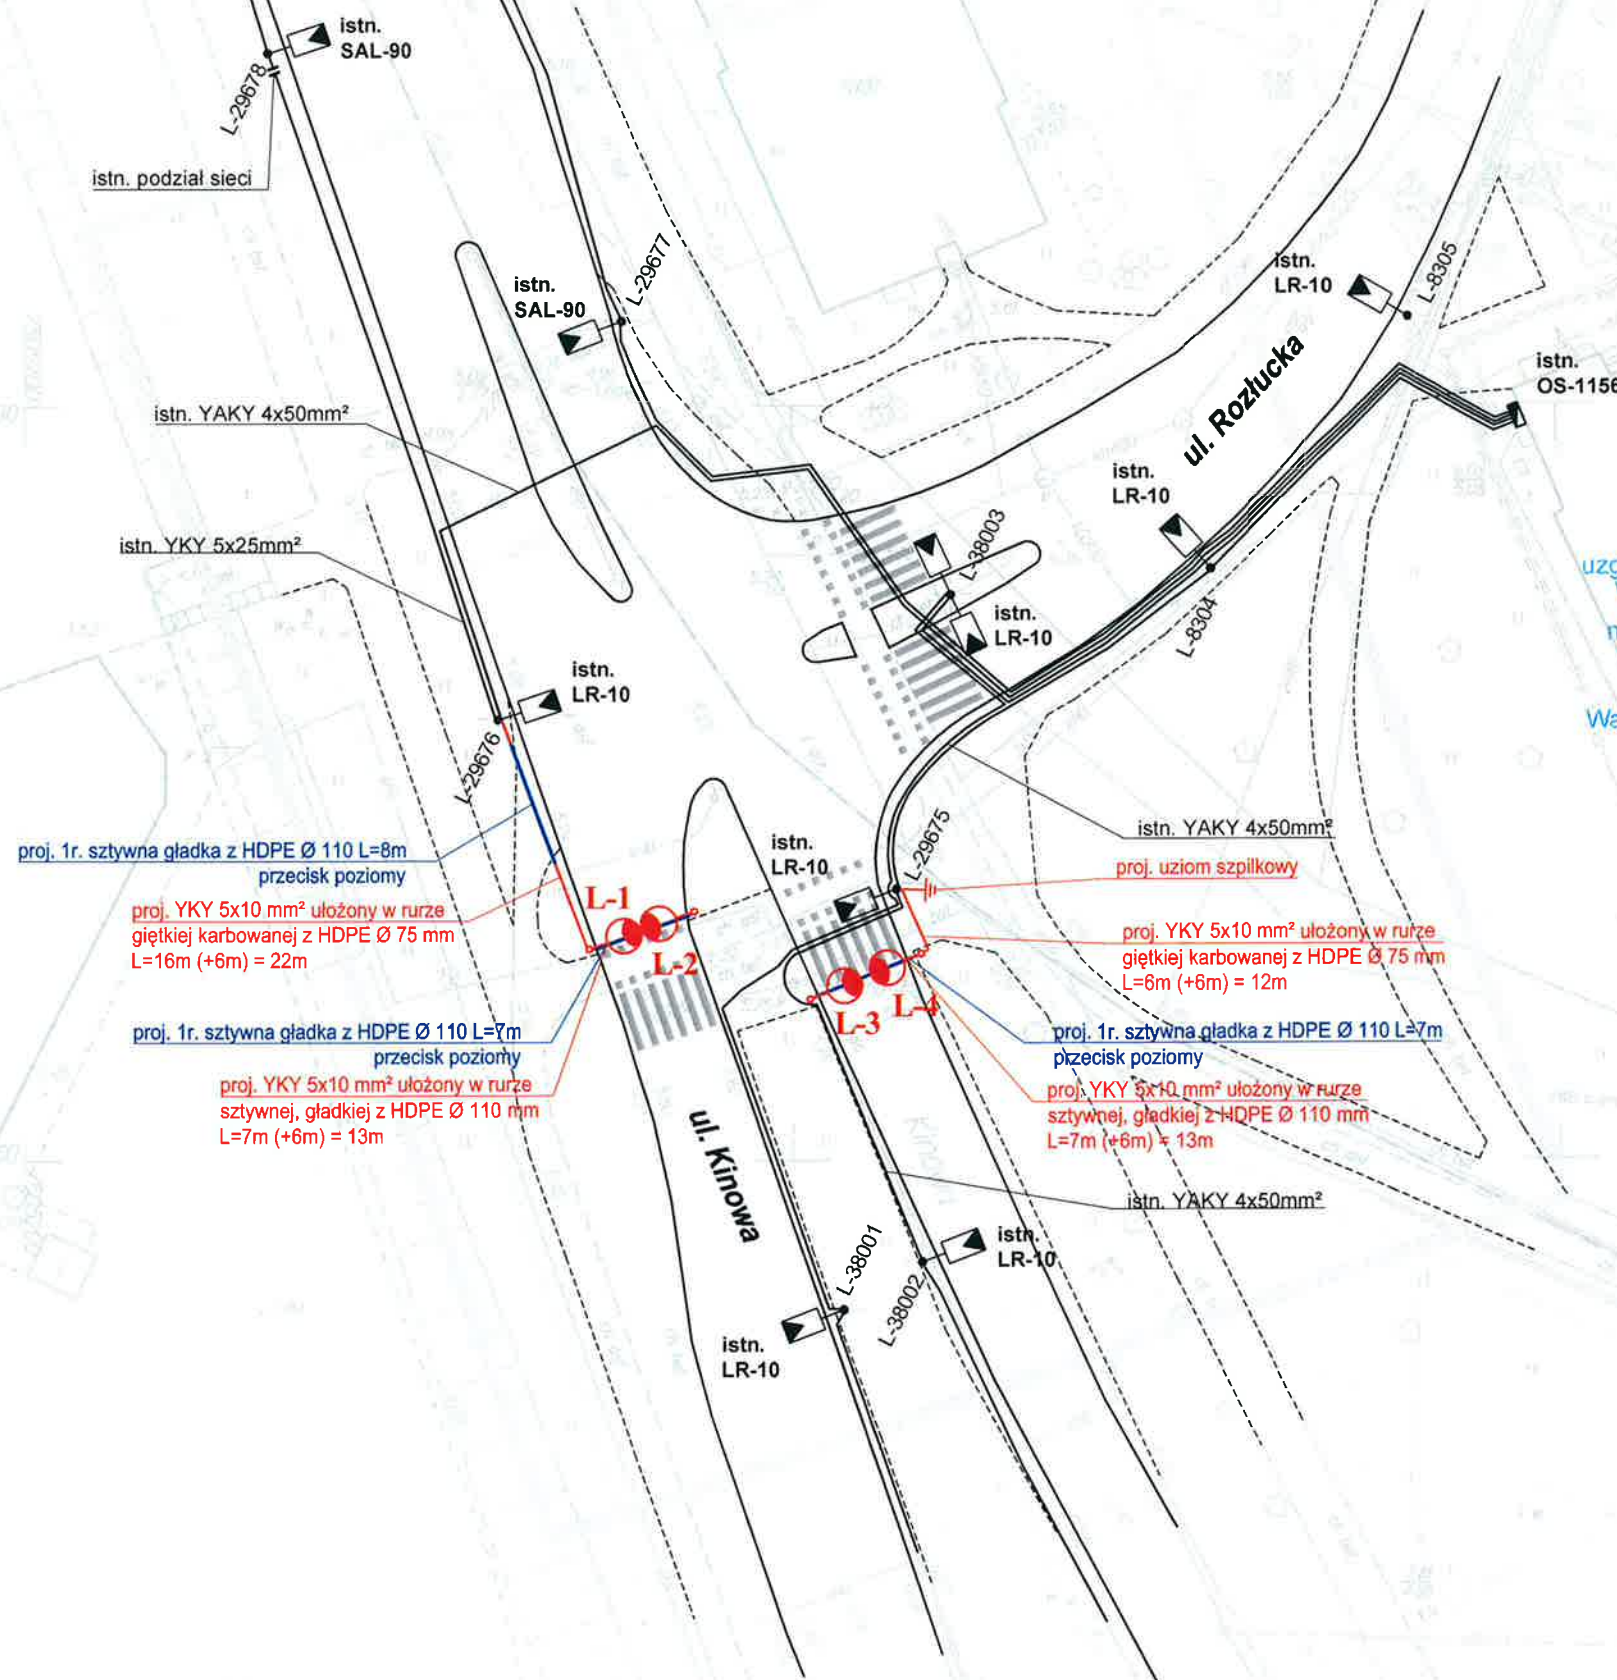 istn.
SAL-90
L-29678
istn. podział sieci
istn.
SAL-90
L-29677
istn.
LR-10
L-8305
ul. Rozłucka
istn.
istn. YAKY 4x50mm²
istn.
LR-10
istn. YKY 5x25mm²
L-38003
istn.
LR-10
L-8304
istn.
LR-10
L-29676
istn.
LR-10
L-29675
istn. YAKY 4x50mm²
proj. 1r. sztywna gładka z HDPE Ø 110 L=8m
przecisk poziomy
proj. uziom szpilkowy
L-1
L-2
proj. YKY 5x10 mm² ułożony w rurze
giętkiej karbowanej z HDPE Ø 75 mm
L=16m (+6m) = 22m
proj. YKY 5x10 mm² ułożony w rurze
giętkiej karbowanej z HDPE Ø 75 mm
L=6m (+6m) = 12m
L-3
L-4
proj. 1r. sztywna gładka z HDPE Ø 110 L=7m
przecisk poziomy
proj. 1r. sztywna gładka z HDPE Ø 110 L=7m
przecisk poziomy
proj. YKY 5x10 mm² ułożony w rurze
sztywnej, gładkiej z HDPE Ø 110 mm
L=7m (+6m) = 13m
proj. YKY 5x10 mm² ułożony w rurze
sztywnej, gładkiej z HDPE Ø 110 mm
L=7m (+6m) = 13m
ul. Kinowa
Kinowa
istn. YAKY 4x50mm²
L-38001
istn.
LR-10
L-38002
istn.
LR-10